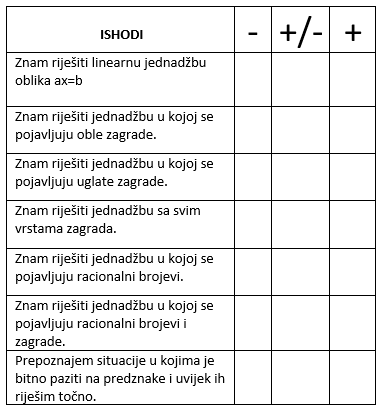 ISHODI - +/- +
Znam riješiti linearnu jednadžbu
oblika ax=b
Znam riješiti jednadžbu u kojoj se
pojavljuju oble zagrade.
Znam riješiti jednadžbu u kojoj se
pojavljuju uglate zagrade.
Znam riješiti jednadžbu sa svim
vrstama zagrada.
Znam riješiti jednadžbu u kojoj se
pojavljuju racionalni brojevi.
Znam riješiti jednadžbu u kojoj se
pojavljuju racionalni brojevi i
zagrade.
Prepoznajem situacije u kojima je
bitno paziti na predznake i uvijek ih
riješim točno.